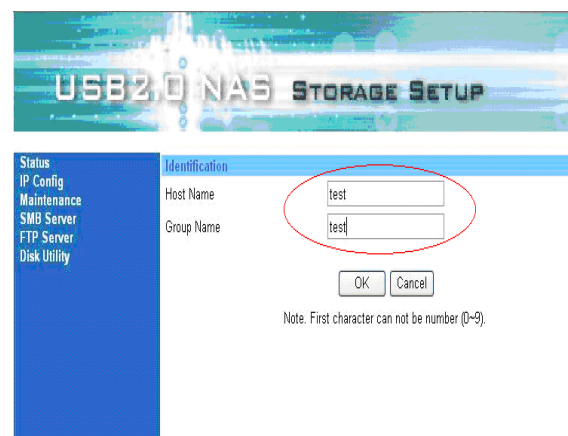 USB2.0 NAS STORAGE SETUP
Status
IP Config
Maintenance
SMB Server
FTP Server
Disk Utility
Identification
Host Name test
Group Name test
OK Cancel
Note. First character can not be number (0~9).